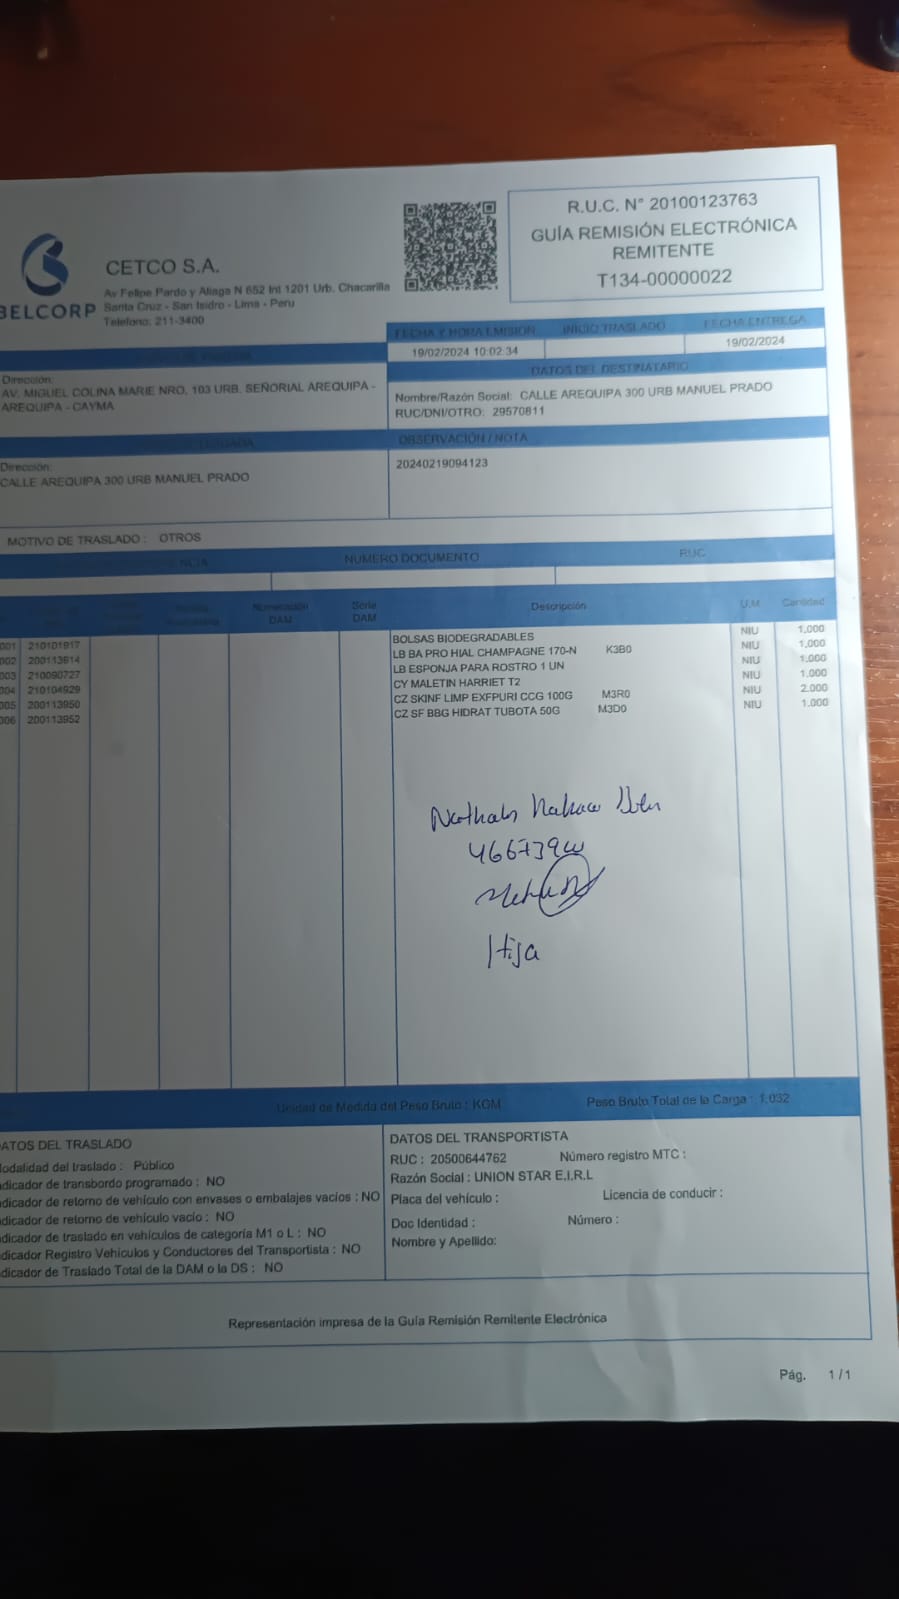 R.U.C. N° 20100123763
GUÍA REMISIÓN ELECTRÓNICA
REMITENTE
T134-00000022
BELCORP
CETCO S.A.
Av Felipe Pardo y Aliaga N 652 Int 1201 Urb. Chacarilla
Santa Cruz - San Isidro - Lima - Peru
Telefono: 211-3400
FECHA Y HORA EMISION INICIO TRASLADO FECHA ENTREGA
19/02/2024 10:02:34 19/02/2024
Dirección:
AV. MIGUEL COLINA MARIE NRO. 103 URB. SEÑORIAL AREQUIPA -
AREQUIPA - CAYMA
DATOS DEL DESTINATARIO
Nombre/Razón Social: CALLE AREQUIPA 300 URB MANUEL PRADO
RUC/DNI/OTRO: 29570811
Dirección:
CALLE AREQUIPA 300 URB MANUEL PRADO
OBSERVACIÓN / NOTA
20240219094123
MOTIVO DE TRASLADO : OTROS
NUMERO DOCUMENTO RUC
Numeración DAM Serie DAM Descripción U.M Cantidad
001 210101917 BOLSAS BIODEGRADABLES NIU 1.000
002 200113614 LB BA PRO HIAL CHAMPAGNE 170-N K3B0 NIU 1.000
003 210090727 LB ESPONJA PARA ROSTRO 1 UN NIU 1.000
004 210104929 CY MALETIN HARRIET T2 NIU 1.000
005 200113950 CZ SKINF LIMP EXFPURI CCG 100G M3R0 NIU 2.000
006 200113952 CZ SF BBG HIDRAT TUBOTA 50G M3D0 NIU 1.000
Hija
Unidad de Medida del Peso Bruto : KGM Peso Bruto Total de la Carga : 1.032
ATOS DEL TRASLADO
odalidad del traslado : Público
dicador de transbordo programado : NO
dicador de retorno de vehículo con envases o embalajes vacíos : NO
dicador de retorno de vehículo vacío : NO
dicador de traslado en vehículos de categoría M1 o L : NO
dicador Registro Vehículos y Conductores del Transportista : NO
dicador de Traslado Total de la DAM o la DS : NO
DATOS DEL TRANSPORTISTA
RUC : 20500644762 Número registro MTC :
Razón Social : UNION STAR E.I.R.L
Placa del vehículo : Licencia de conducir :
Doc Identidad : Número :
Nombre y Apellido:
Representación impresa de la Guía Remisión Remitente Electrónica
Pág. 1 / 1